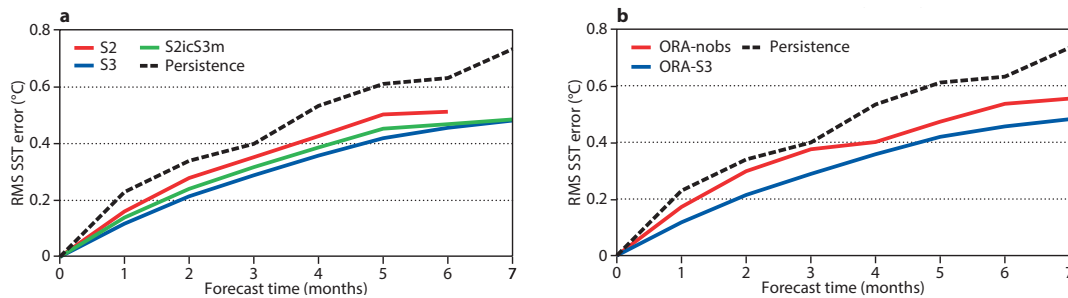 a
S2
S2icS3m
S3
Persistence
RMS SST error (°C)
0.8
0.6
0.4
0.2
0
0 1 2 3 4 5 6 7
Forecast time (months)
b
ORA-nobs
Persistence
ORA-S3
RMS SST error (°C)
0.8
0.6
0.4
0.2
0
0 1 2 3 4 5 6 7
Forecast time (months)